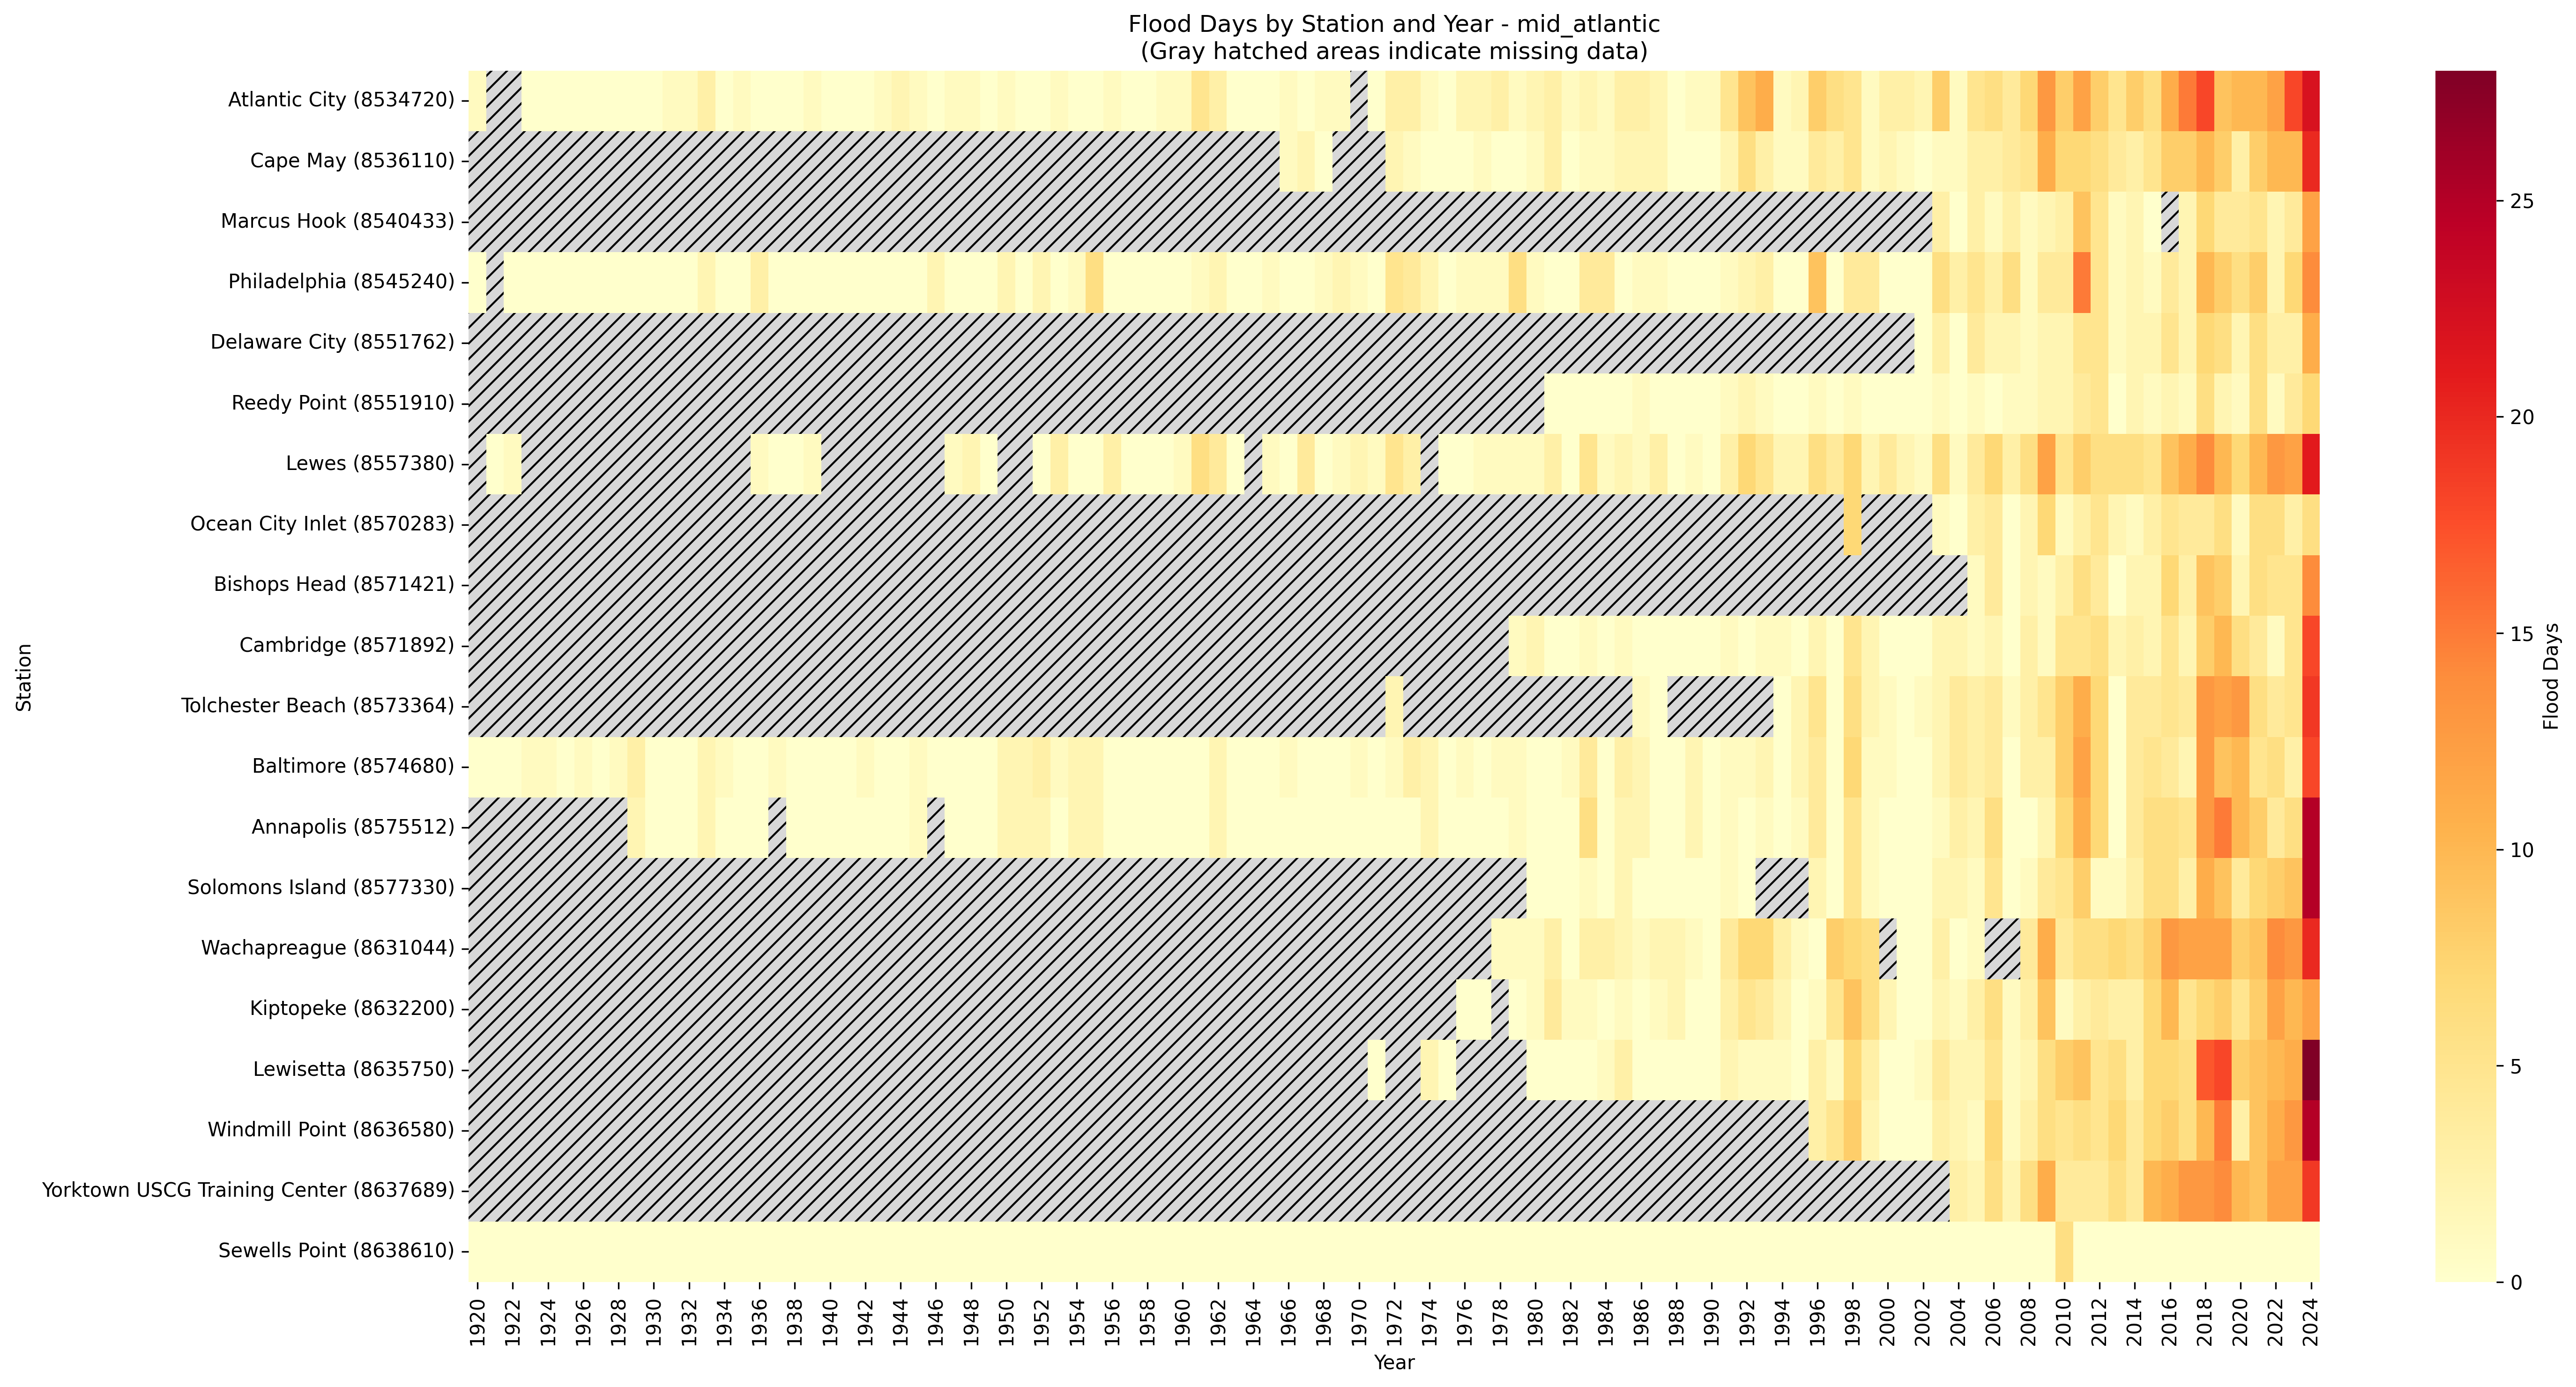 Flood Days by Station and Year - mid_atlantic
(Gray hatched areas indicate missing data)
Station
Atlantic City (8534720)
Cape May (8536110)
Marcus Hook (8540433)
Philadelphia (8545240)
Delaware City (8551762)
Reedy Point (8551910)
Lewes (8557380)
Ocean City Inlet (8570283)
Bishops Head (8571421)
Cambridge (8571892)
Tolchester Beach (8573364)
Baltimore (8574680)
Annapolis (8575512)
Solomons Island (8577330)
Wachapreague (8631044)
Kiptopeke (8632200)
Lewisetta (8635750)
Windmill Point (8636580)
Yorktown USCG Training Center (8637689)
Sewells Point (8638610)
1920 1922 1924 1926 1928 1930 1932 1934 1936 1938 1940 1942 1944 1946 1948 1950 1952 1954 1956 1958 1960 1962 1964 1966 1968 1970 1972 1974 1976 1978 1980 1982 1984 1986 1988 1990 1992 1994 1996 1998 2000 2002 2004 2006 2008 2010 2012 2014 2016 2018 2020 2022 2024
Year
25
20
15
10
5
0
Flood Days